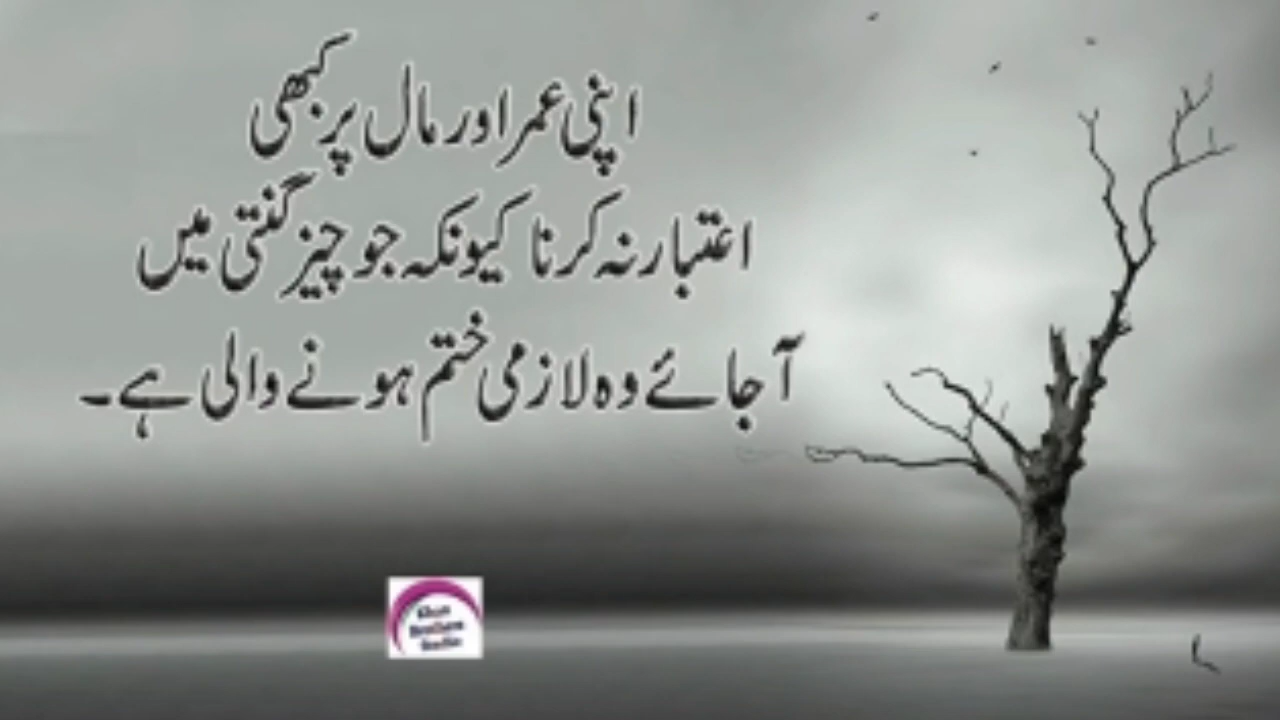 اپنی عمر اور مال پر کبھی
اعتبار نہ کرنا کیونکہ جو چیز گنتی میں
آ جائے وہ لازمی ختم ہونے والی ہے۔